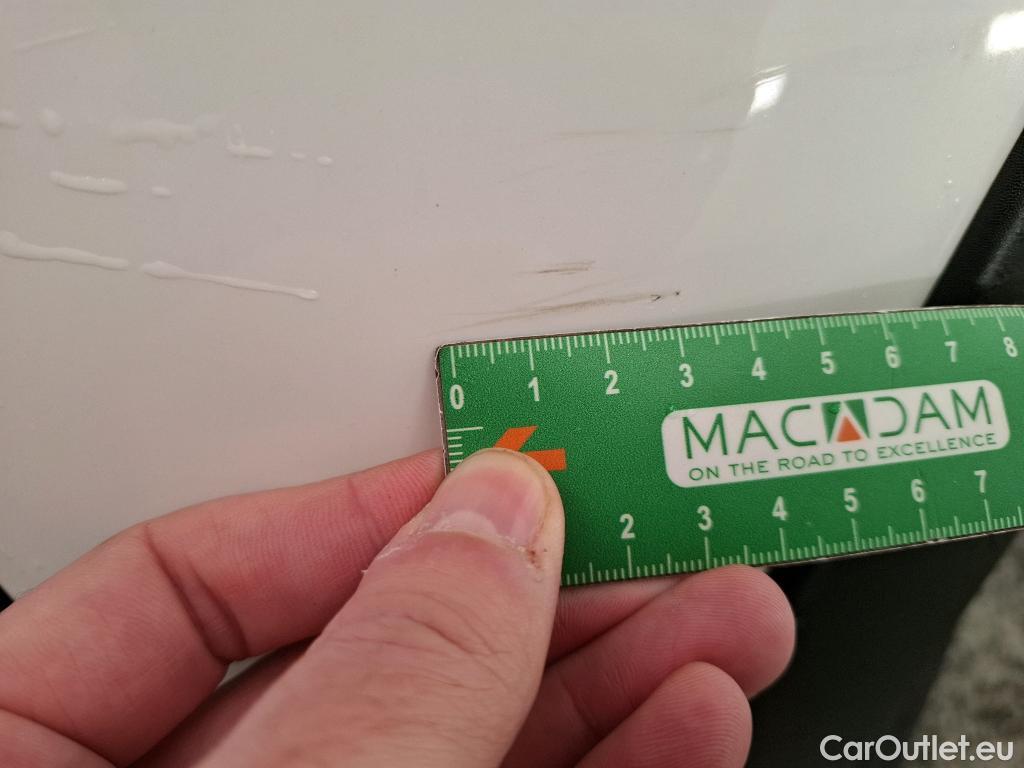 0 1 2 3 4 5 6 7 8
MACADAM
ON THE ROAD TO EXCELLENCE
2 3 4 5 6 7
CarOutlet.eu